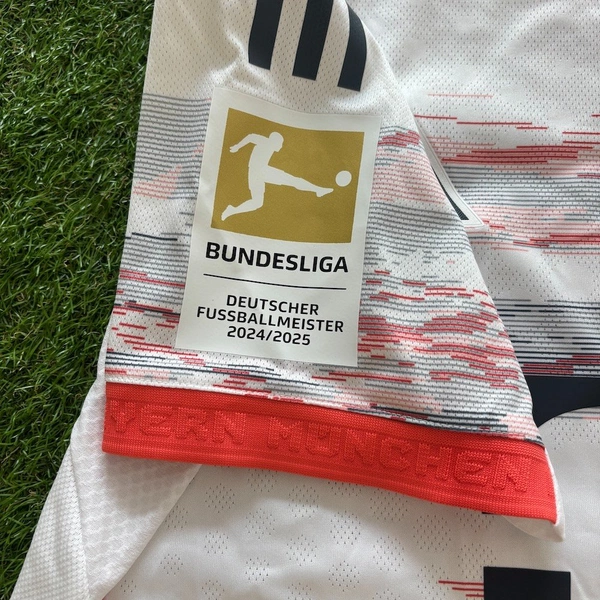 BUNDESLIGA
DEUTSCHER
FUSSBALLMEISTER
2024/2025
YERN MÜNCHEN